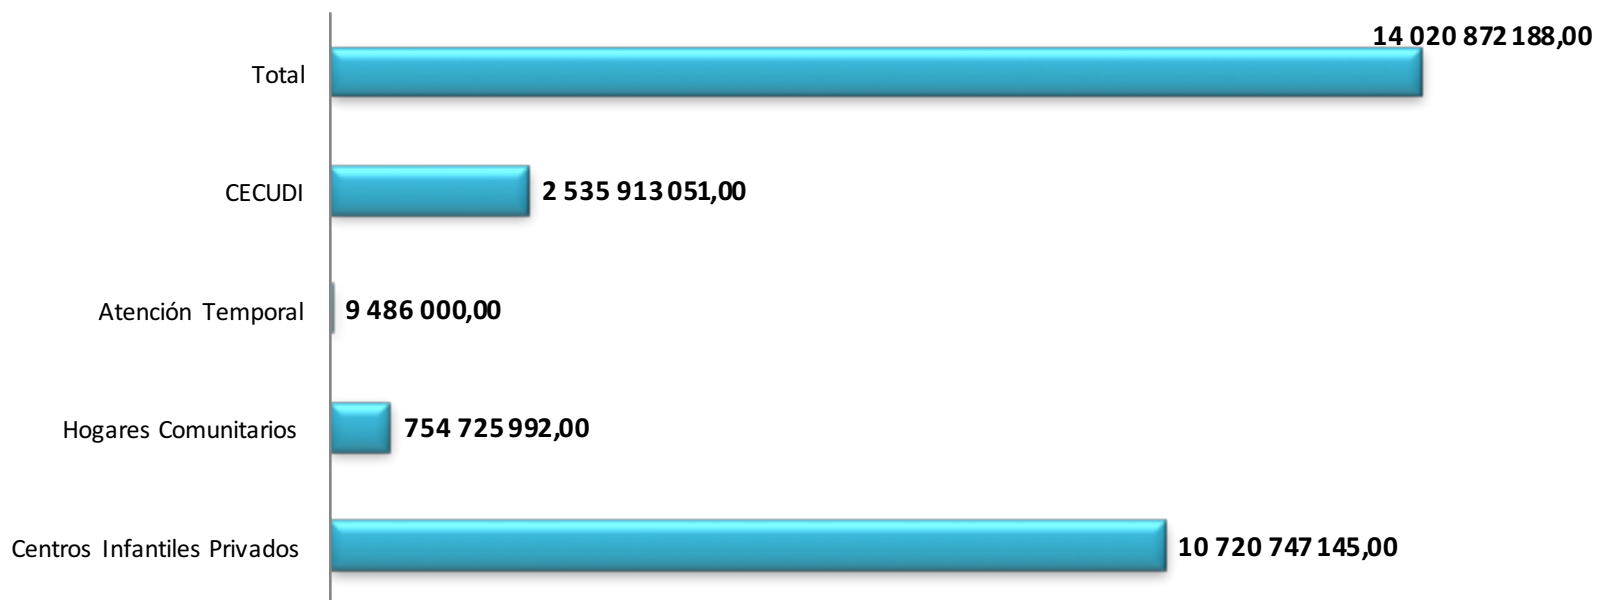 14 020 872 188,00
Total
CECUDI
2 535 913 051,00
Atención Temporal
9 486 000,00
Hogares Comunitarios
754 725 992,00
Centros Infantiles Privados
10 720 747 145,00